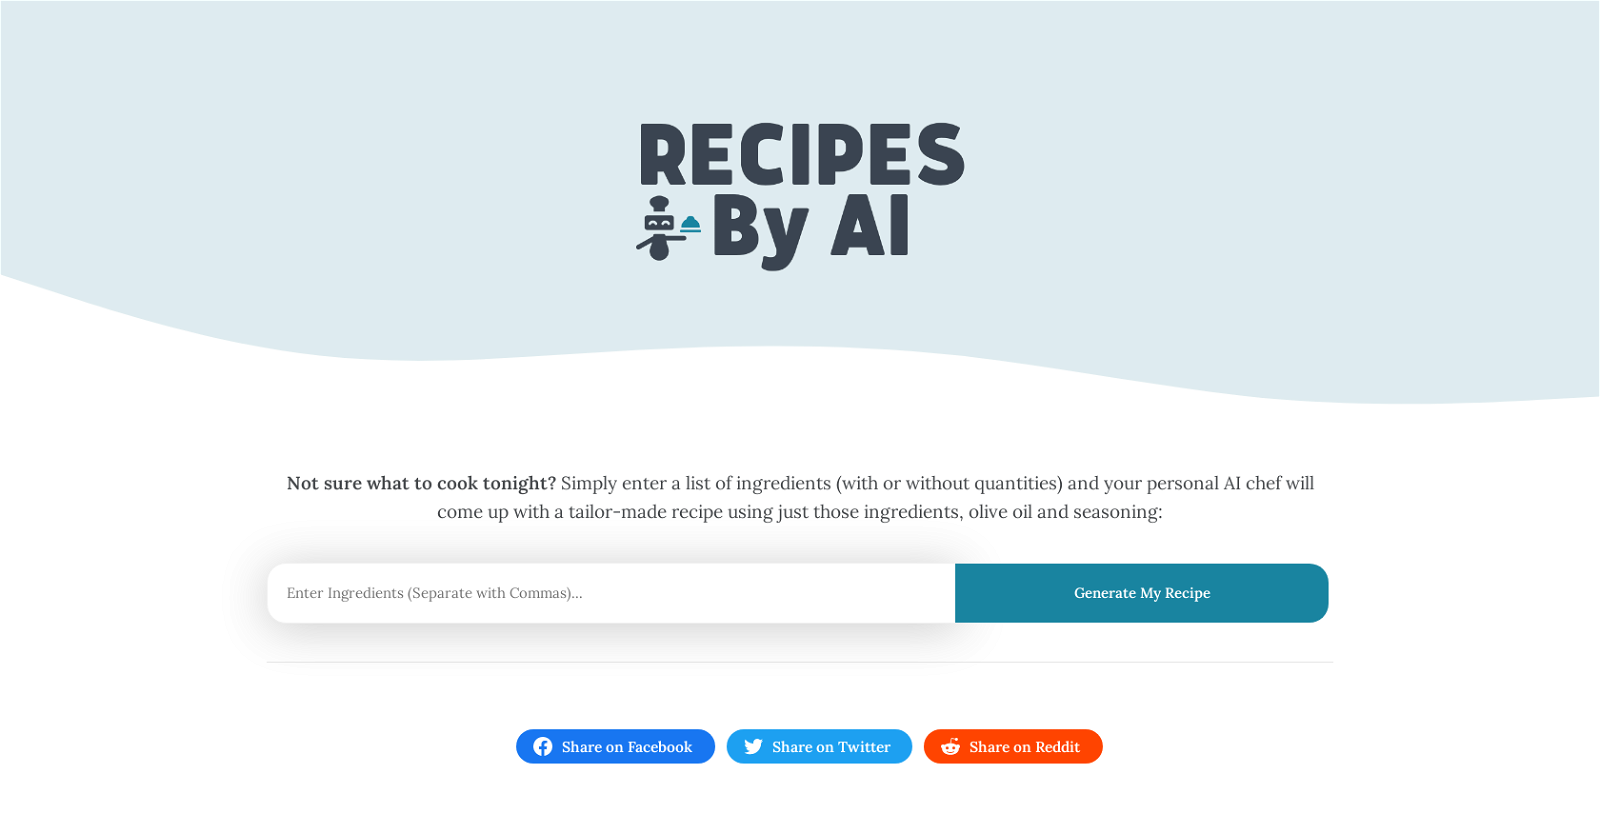 RECIPES
By AI
Not sure what to cook tonight? Simply enter a list of ingredients (with or without quantities) and your personal AI chef will
come up with a tailor-made recipe using just those ingredients, olive oil and seasoning:
Enter Ingredients (Separate with Commas)...
Generate My Recipe
Share on Facebook
Share on Twitter
Share on Reddit